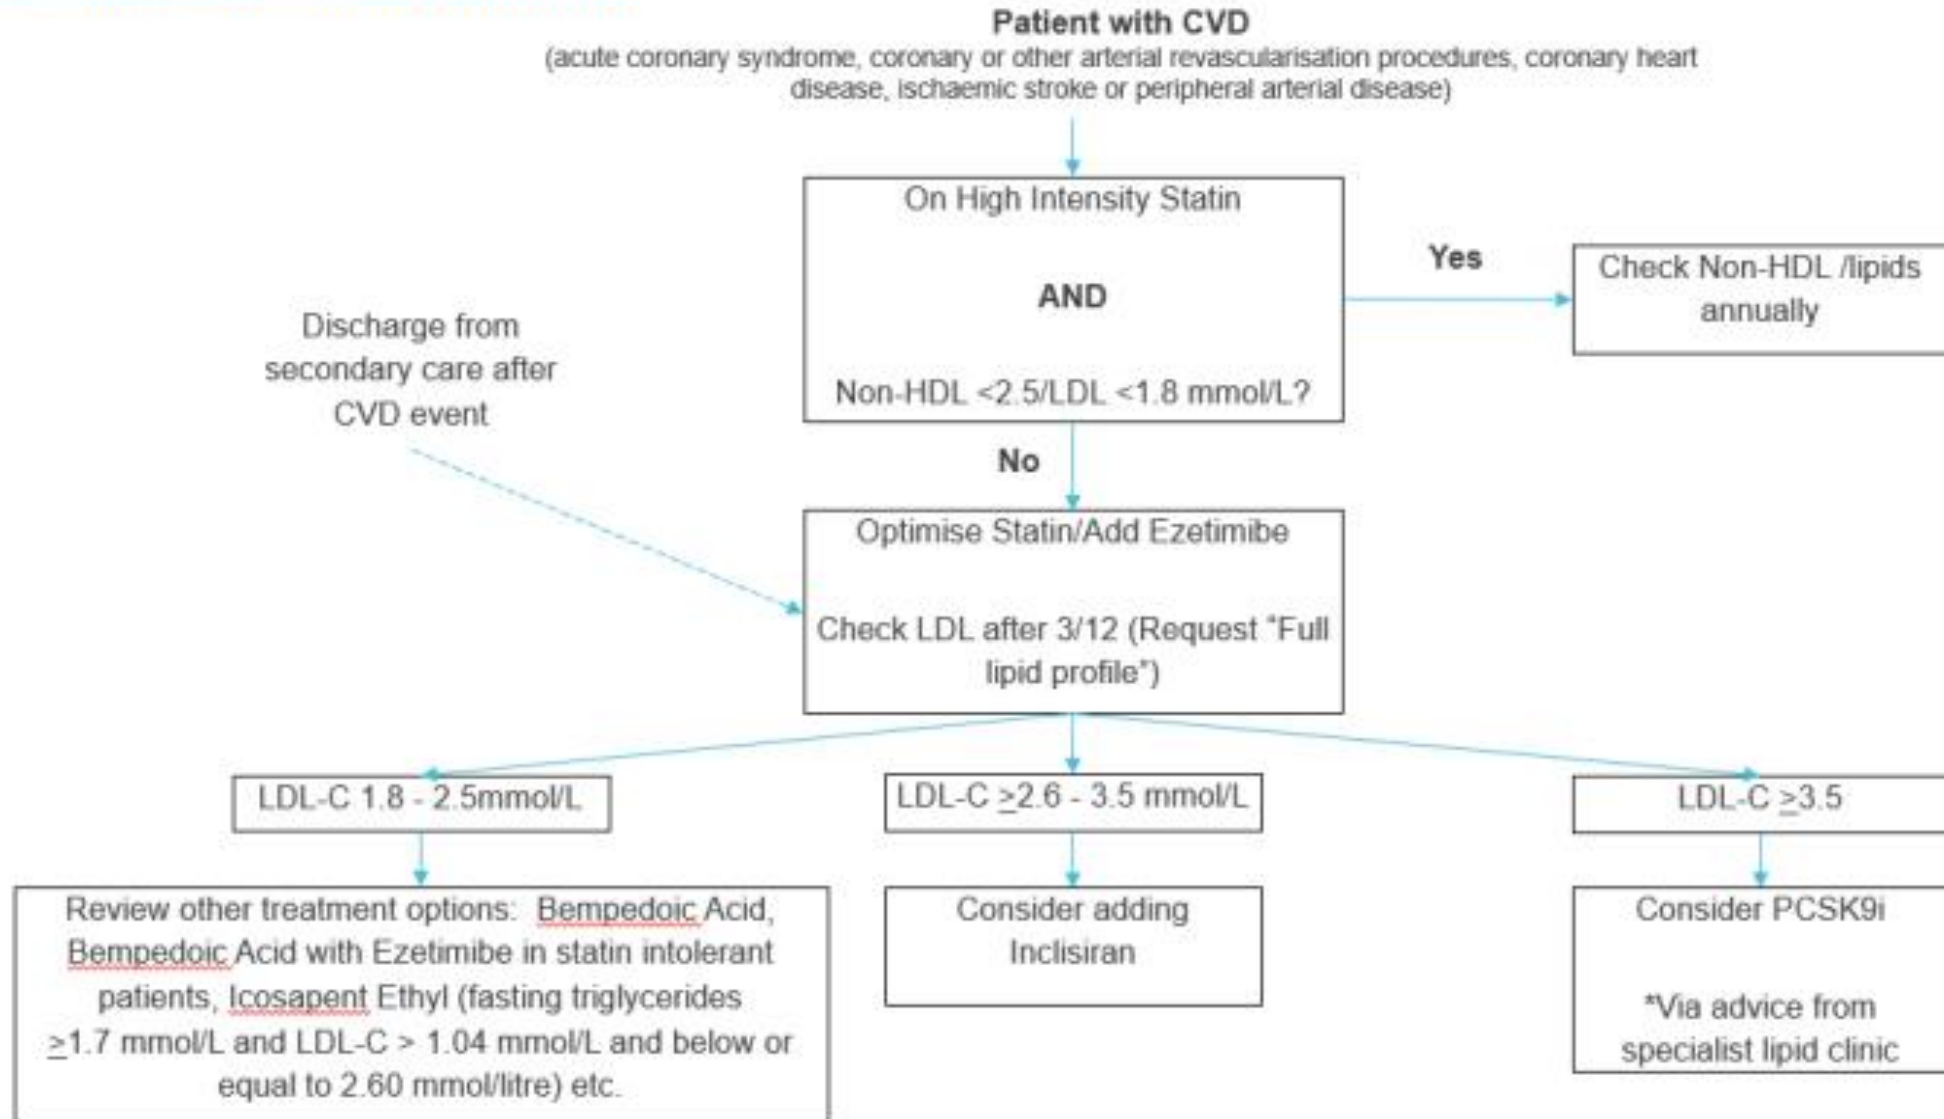 Patient with CVD
(acute coronary syndrome, coronary or other arterial revascularisation procedures, coronary heart
disease, ischaemic stroke or peripheral arterial disease)
On High Intensity Statin
AND
Non-HDL <2.5/LDL <1.8 mmol/L?
Yes
Check Non-HDL /lipids
annually
Discharge from
secondary care after
CVD event
No
Optimise Statin/Add Ezetimibe
Check LDL after 3/12 (Request “Full
lipid profile”)
LDL-C 1.8 - 2.5mmol/L
LDL-C ≥2.6 - 3.5 mmol/L
LDL-C ≥3.5
Review other treatment options:  Bempedoic Acid,
Bempedoic Acid with Ezetimibe in statin intolerant
patients, Icosapent Ethyl (fasting triglycerides
≥1.7 mmol/L and LDL-C > 1.04 mmol/L and below or
equal to 2.60 mmol/litre) etc.
Consider adding
Inclisiran
Consider PCSK9i
*Via advice from
specialist lipid clinic